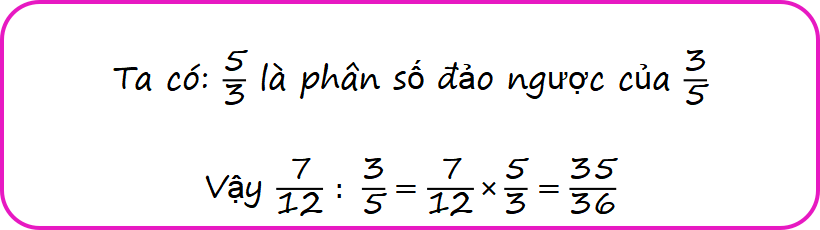 Ta có: 5/3 là phân số đảo ngược của 3/5
Vậy 7/12 : 3/5 = 7/12 × 5/3 = 35/36